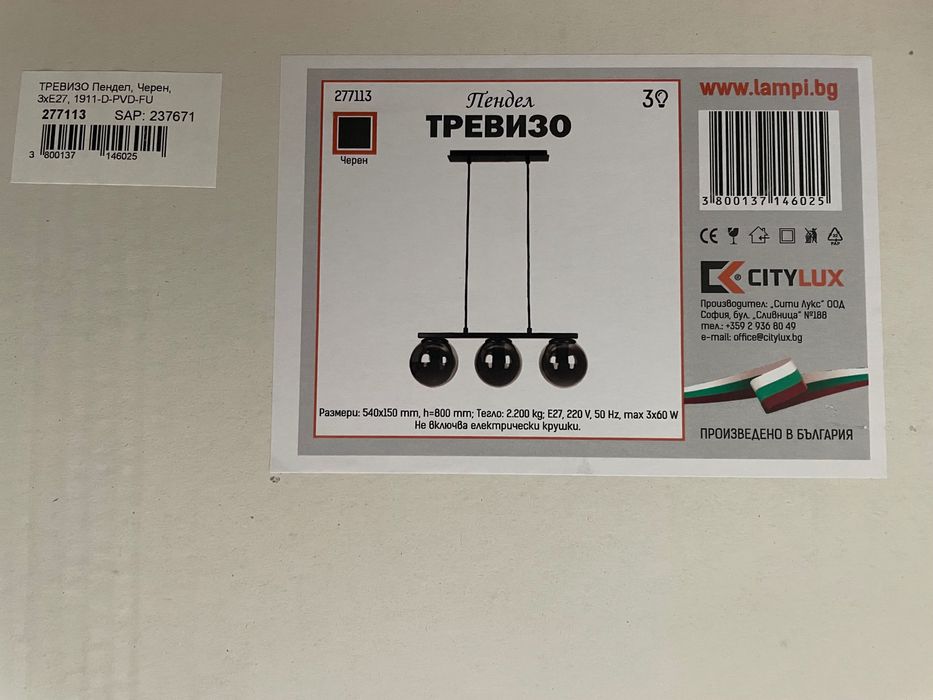 ТРЕВИЗО Пендел, Черен,
3xE27, 1911-D-PVD-FU
277113 SAP: 237671
3 800137 146025
277113
Черен
Пендел
ТРЕВИЗО
3
Размери: 540x150 mm, h=800 mm; Тегло: 2.200 kg; E27, 220 V, 50 Hz, max 3x60 W
Не включва електрически крушки.
www.lampi.bg
3 800137 146025
CE
PAP
CK ® CITYLUX
Производител: „Сити Лукс“ ООД
София, бул. „Сливница“ №188
тел.: +359 2 936 80 49
e-mail: office@citylux.bg
ПРОИЗВЕДЕНО В БЪЛГАРИЯ